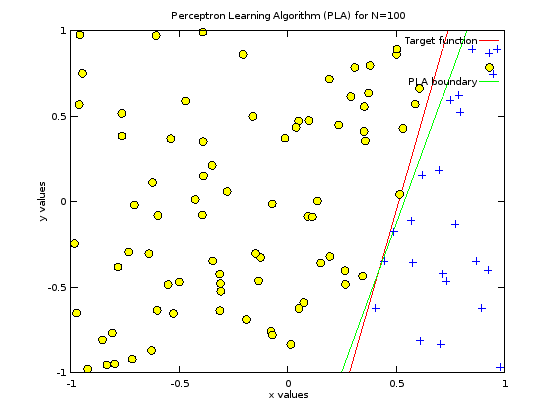 Perceptron Learning Algorithm (PLA) for N=100
Target function
PLA boundary
y values
1
0.5
0
-0.5
-1
-1
-0.5
0
0.5
1
x values